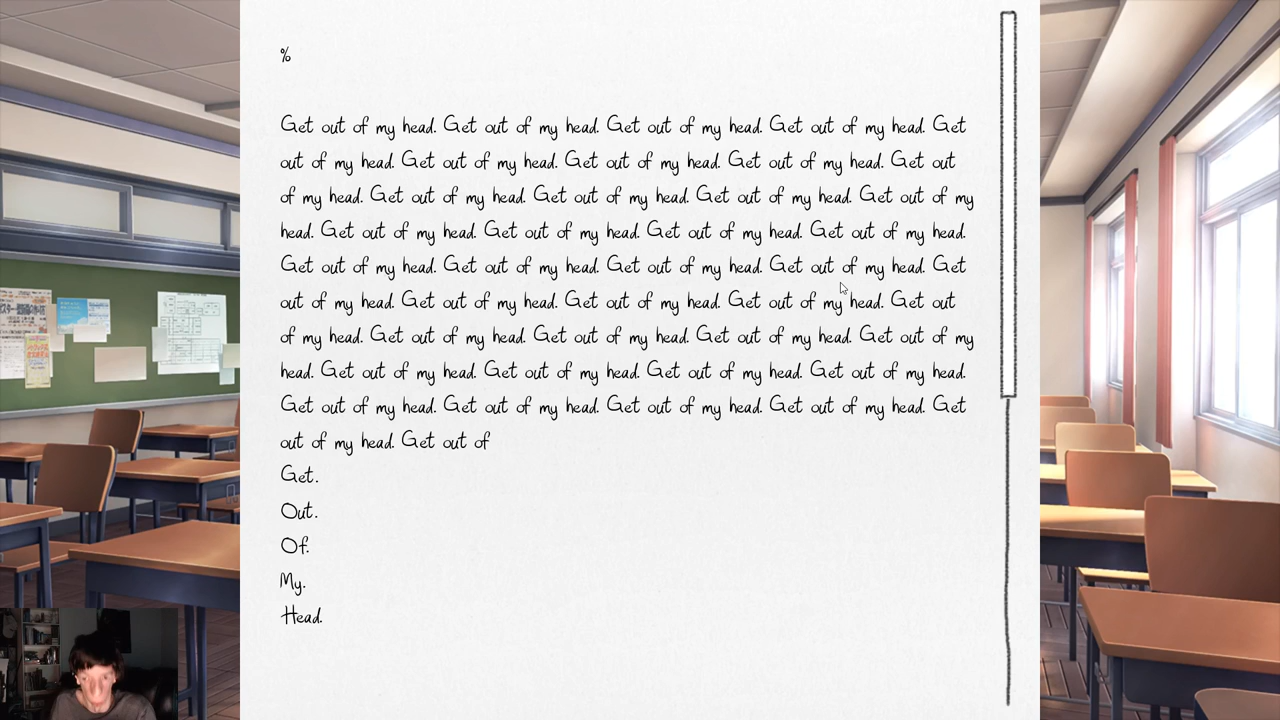 %
Get out of my head. Get out of my head. Get out of my head. Get out of my head. Get
out of my head. Get out of my head. Get out of my head. Get out of my head. Get out
of my head. Get out of my head. Get out of my head. Get out of my head. Get out of my
head. Get out of my head. Get out of my head. Get out of my head. Get out of my head.
Get out of my head. Get out of my head. Get out of my head. Get out of my head. Get
out of my head. Get out of my head. Get out of my head. Get out of my head. Get out
of my head. Get out of my head. Get out of my head. Get out of my head. Get out of my
head. Get out of my head. Get out of my head. Get out of my head. Get out of my head.
Get out of my head. Get out of my head. Get out of my head. Get out of my head. Get
out of my head. Get out of
Get.
Out.
Of.
My.
Head.